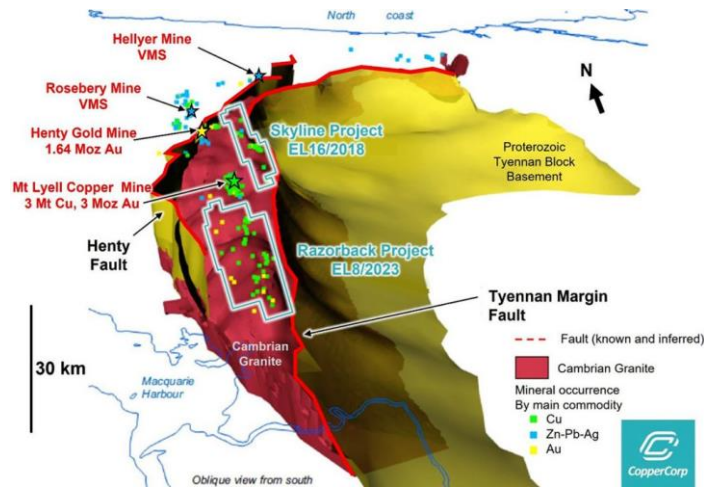 North coast
Hellyer Mine
VMS
N
Rosebery Mine
VMS
Henty Gold Mine
1.64 Moz Au
Skyline Project
EL16/2018
Proterozoic
Tyennan Block
Basement
Mt Lyell Copper Mine
3 Mt Cu, 3 Moz Au
Henty
Fault
Razorback Project
EL8/2023
Tyennan Margin
Fault
30 km
Cambrian
Granite
Macquarie
Harbour
Oblique view from south
Fault (known and inferred)
Cambrian Granite
Mineral occurrence
By main commodity
Cu
Zn-Pb-Ag
Au
CopperCorp